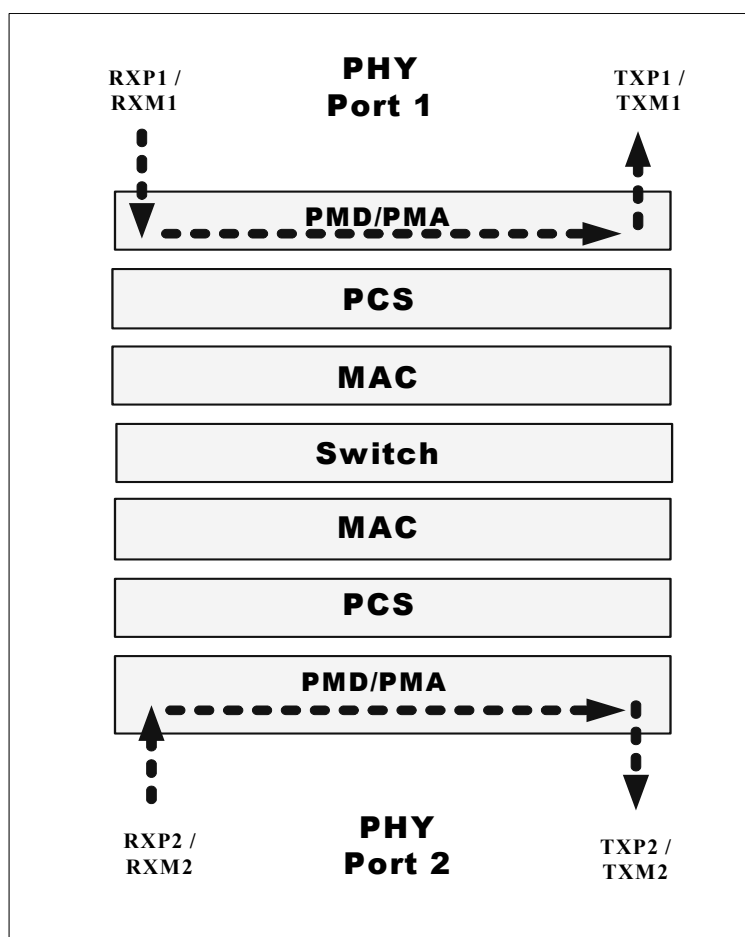 RXP1 /
RXM1
PHY
Port 1
TXP1 /
TXM1
PMD/PMA
PCS
MAC
Switch
MAC
PCS
PMD/PMA
RXP2 /
RXM2
PHY
Port 2
TXP2 /
TXM2